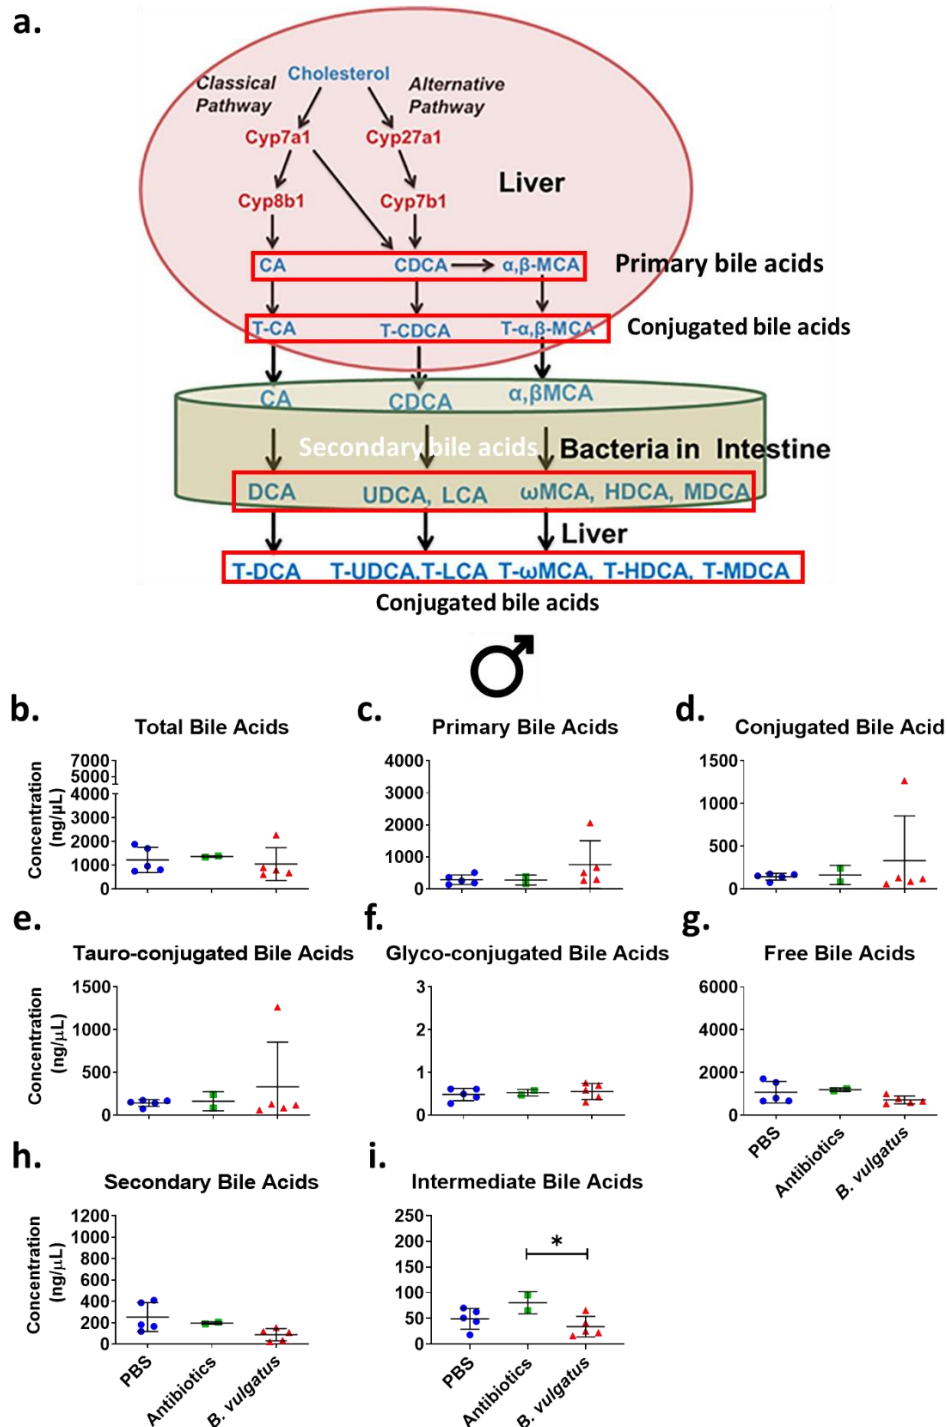 a.
Cholesterol
Classical
Pathway
Alternative
Pathway
Cyp7a1
Cyp27a1
Liver
Cyp8b1
Cyp7b1
CA
CDCA
α,β-MCA
Primary bile acids
T-CA
T-CDCA
T-α,β-MCA
Conjugated bile acids
CA
CDCA
α,βMCA
Secondary bile acids
Bacteria in Intestine
DCA
UDCA, LCA
ωMCA, HDCA, MDCA
Liver
T-DCA
T-UDCA,T-LCA
T-ωMCA, T-HDCA, T-MDCA
Conjugated bile acids
♂
b.
Total Bile Acids
Concentration
(ng/μL)
7000
5000
4000
3000
2000
1000
0
c.
Primary Bile Acids
4000
3000
2000
1000
0
d.
Conjugated Bile Acid
1500
1000
500
0
e.
Tauro-conjugated Bile Acids
Concentration
(ng/μL)
1500
1000
500
0
f.
Glyco-conjugated Bile Acids
3
2
1
0
g.
Free Bile Acids
6000
4000
2000
0
PBS
Antibiotics
B. vulgatus
h.
Secondary Bile Acids
Concentration
(ng/μL)
1200
1000
800
600
400
200
0
PBS
Antibiotics
B. vulgatus
i.
Intermediate Bile Acids
250
200
150
100
50
0
*
PBS
Antibiotics
B. vulgatus